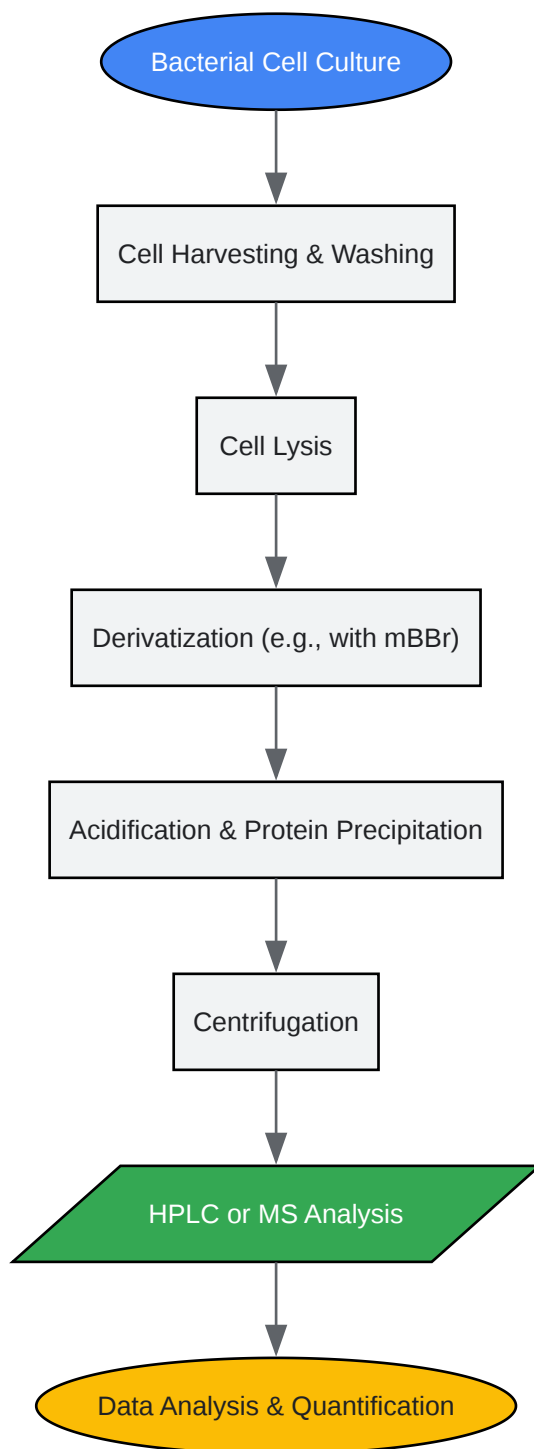 Bacterial Cell Culture
Cell Harvesting & Washing
Cell Lysis
Derivatization (e.g., with mBBr)
Acidification & Protein Precipitation
Centrifugation
HPLC or MS Analysis
Data Analysis & Quantification